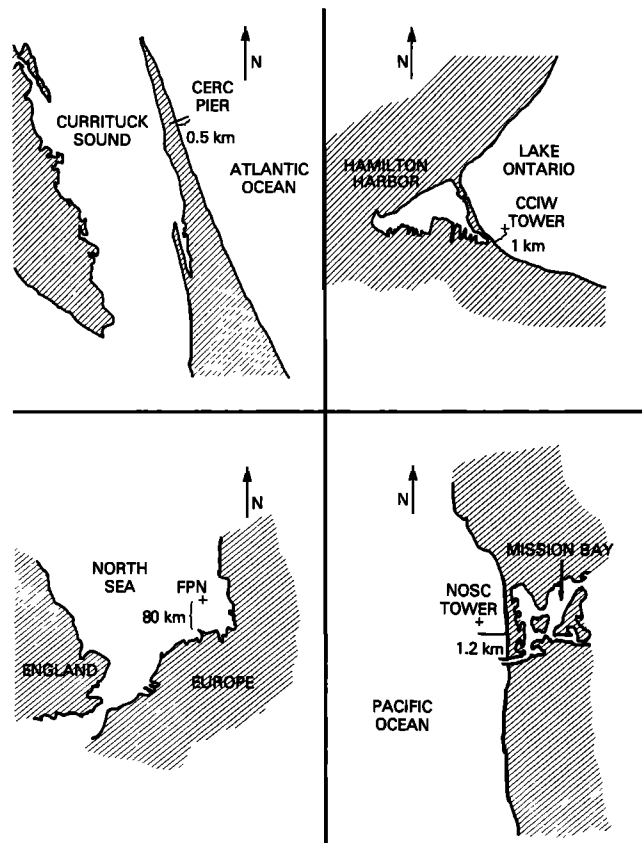 N
CERC
PIER
CURRITUCK
SOUND
0.5 km
ATLANTIC
OCEAN
N
HAMILTON
HARBOR
LAKE
ONTARIO
CCIW
TOWER
1 km
N
NORTH
SEA
FPN
80 km
ENGLAND
EUROPE
N
MISSION BAY
NOSC
TOWER
1.2 km
PACIFIC
OCEAN